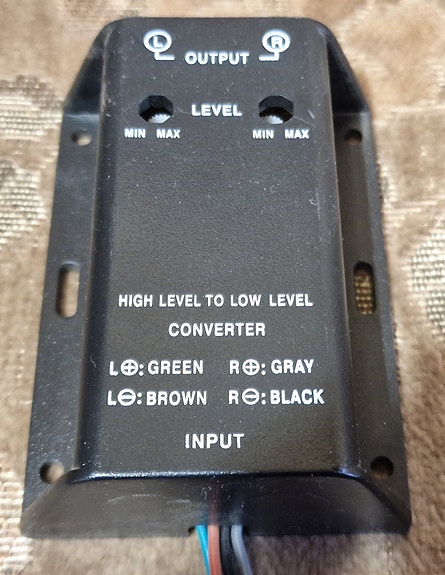 L R
OUTPUT
LEVEL
MIN MAX MIN MAX
HIGH LEVEL TO LOW LEVEL
CONVERTER
L⊕: GREEN R⊕: GRAY
L⊖: BROWN R⊖: BLACK
INPUT